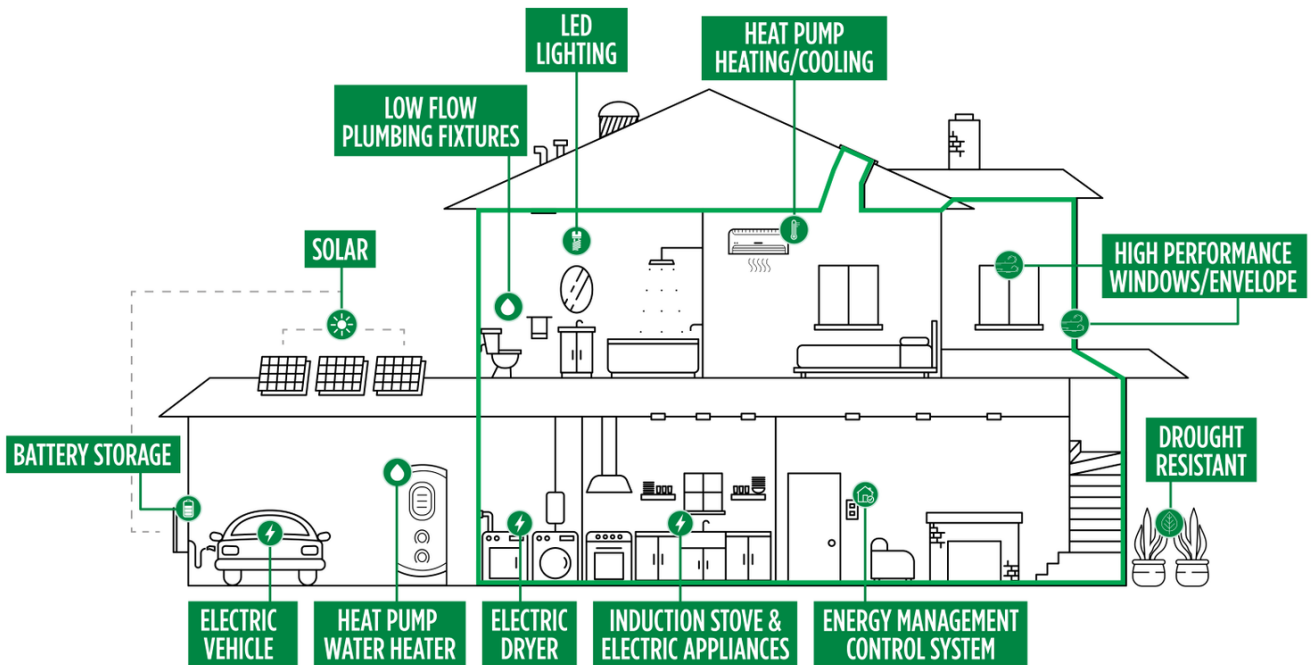 LED
LIGHTING
HEAT PUMP
HEATING/COOLING
LOW FLOW
PLUMBING FIXTURES
SOLAR
HIGH PERFORMANCE
WINDOWS/ENVELOPE
BATTERY STORAGE
DROUGHT
RESISTANT
ELECTRIC
VEHICLE
HEAT PUMP
WATER HEATER
ELECTRIC
DRYER
INDUCTION STOVE &
ELECTRIC APPLIANCES
ENERGY MANAGEMENT
CONTROL SYSTEM